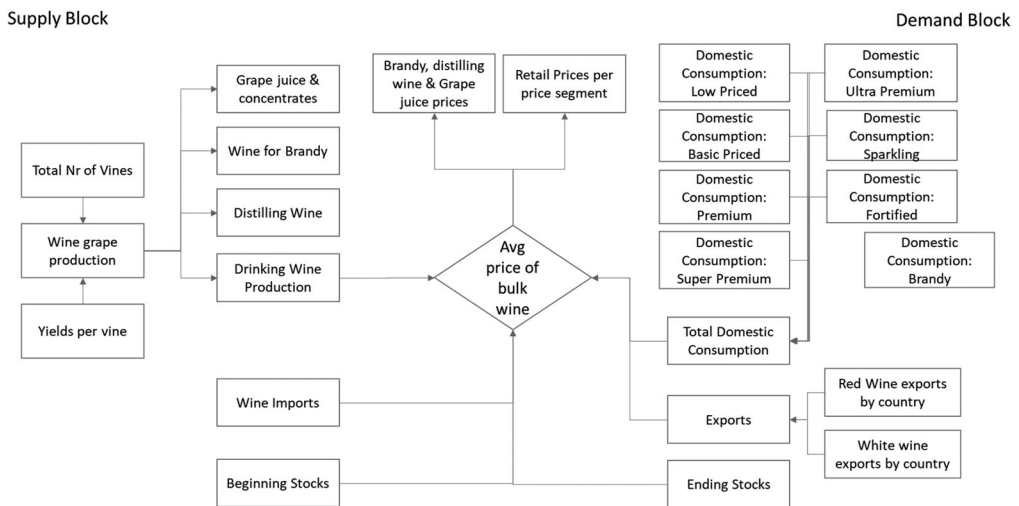 Supply Block
Demand Block
Grape juice &
concentrates
Wine for Brandy
Total Nr of Vines
Distilling Wine
Wine grape
production
Drinking Wine
Production
Yields per vine
Wine Imports
Beginning Stocks
Brandy, distilling
wine & Grape
juice prices
Retail Prices per
price segment
Avg
price of
bulk
wine
Domestic
Consumption:
Low Priced
Domestic
Consumption:
Ultra Premium
Domestic
Consumption:
Basic Priced
Domestic
Consumption:
Sparkling
Domestic
Consumption:
Premium
Domestic
Consumption:
Fortified
Domestic
Consumption:
Super Premium
Domestic
Consumption:
Brandy
Total Domestic
Consumption
Exports
Red Wine exports
by country
White wine
exports by country
Ending Stocks